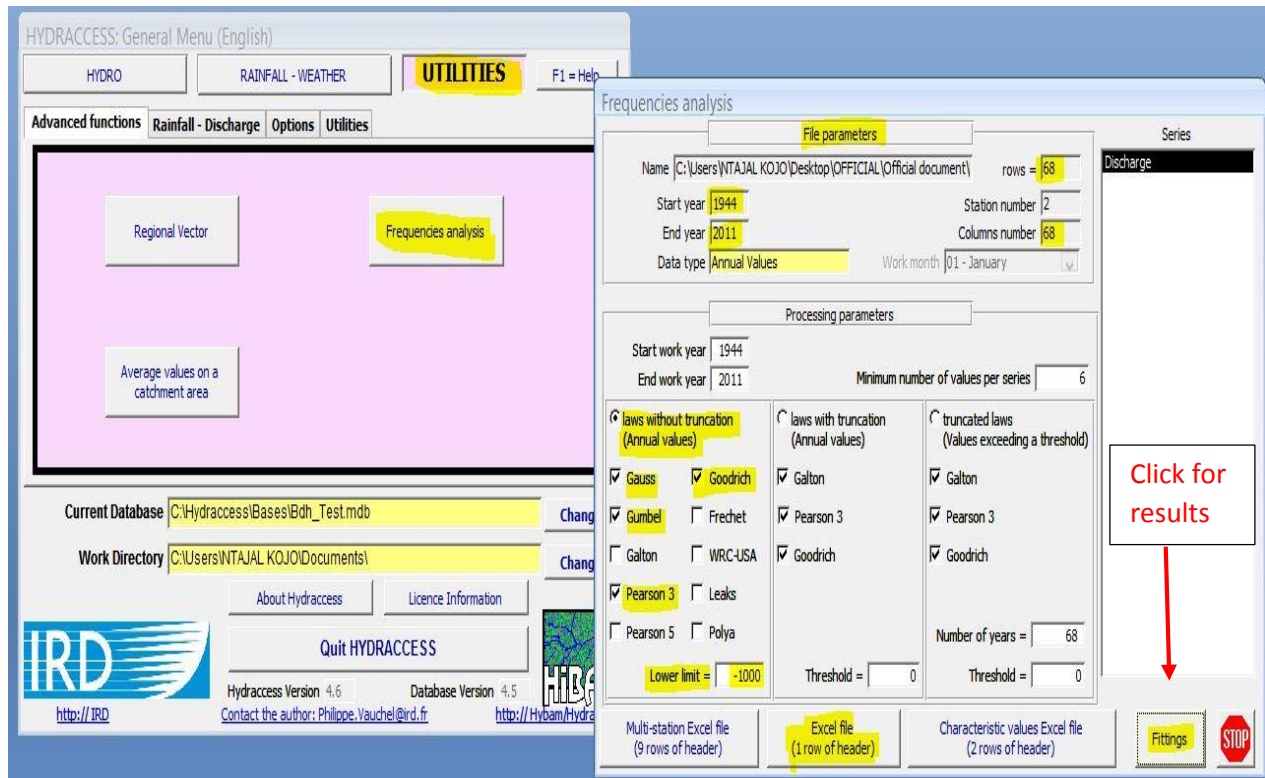 HYDRACCESS: General Menu (English)
HYDRO
RAINFALL - WEATHER
UTILITIES
F1 = Help
Advanced functions
Rainfall - Discharge
Options
Utilities
Regional Vector
Frequencies analysis
Average values on a
catchment area
Current Database C:\Hydraccess\Bases\Bdh_Test.mdb
Chang
Work Directory C:\Users\NTAJAL KOJO\Documents\
Chang
About Hydraccess
Licence Information
Quit HYDRACCESS
IRD
Hydraccess Version 4.6
Database Version 4.5
http:// IRD
Contact the author: Philippe.Vauchel@ird.fr
http:// Hybam/Hydra
Frequencies analysis
File parameters
Name C:\Users\NTAJAL KOJO\Desktop\OFFICIAL\Official document\
rows = 68
Start year 1944
Station number 2
End year 2011
Columns number 68
Data type Annual Values
Work month 01 - January
Series
Discharge
Processing parameters
Start work year 1944
End work year 2011
Minimum number of values per series 6
laws without truncation
(Annual values)
Gauss
Goodrich
Gumbel
Frechet
Galton
WRC-USA
Pearson 3
Leaks
Pearson 5
Polya
Lower limit = -1000
laws with truncation
(Annual values)
Galton
Pearson 3
Goodrich
Threshold = 0
truncated laws
(Values exceeding a threshold)
Galton
Pearson 3
Goodrich
Number of years = 68
Threshold = 0
Click for
results
Multi-station Excel file
(9 rows of header)
Excel file
(1 row of header)
Characteristic values Excel file
(2 rows of header)
Fittings
STOP